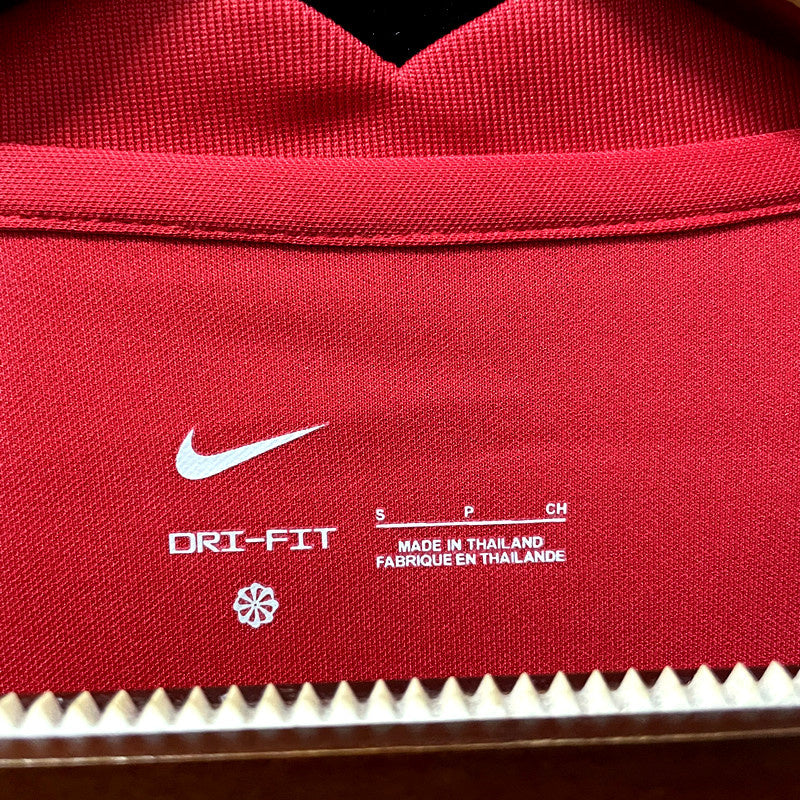 DRI-FIT
S P CH
MADE IN THAILAND
FABRIQUE EN THAILANDE